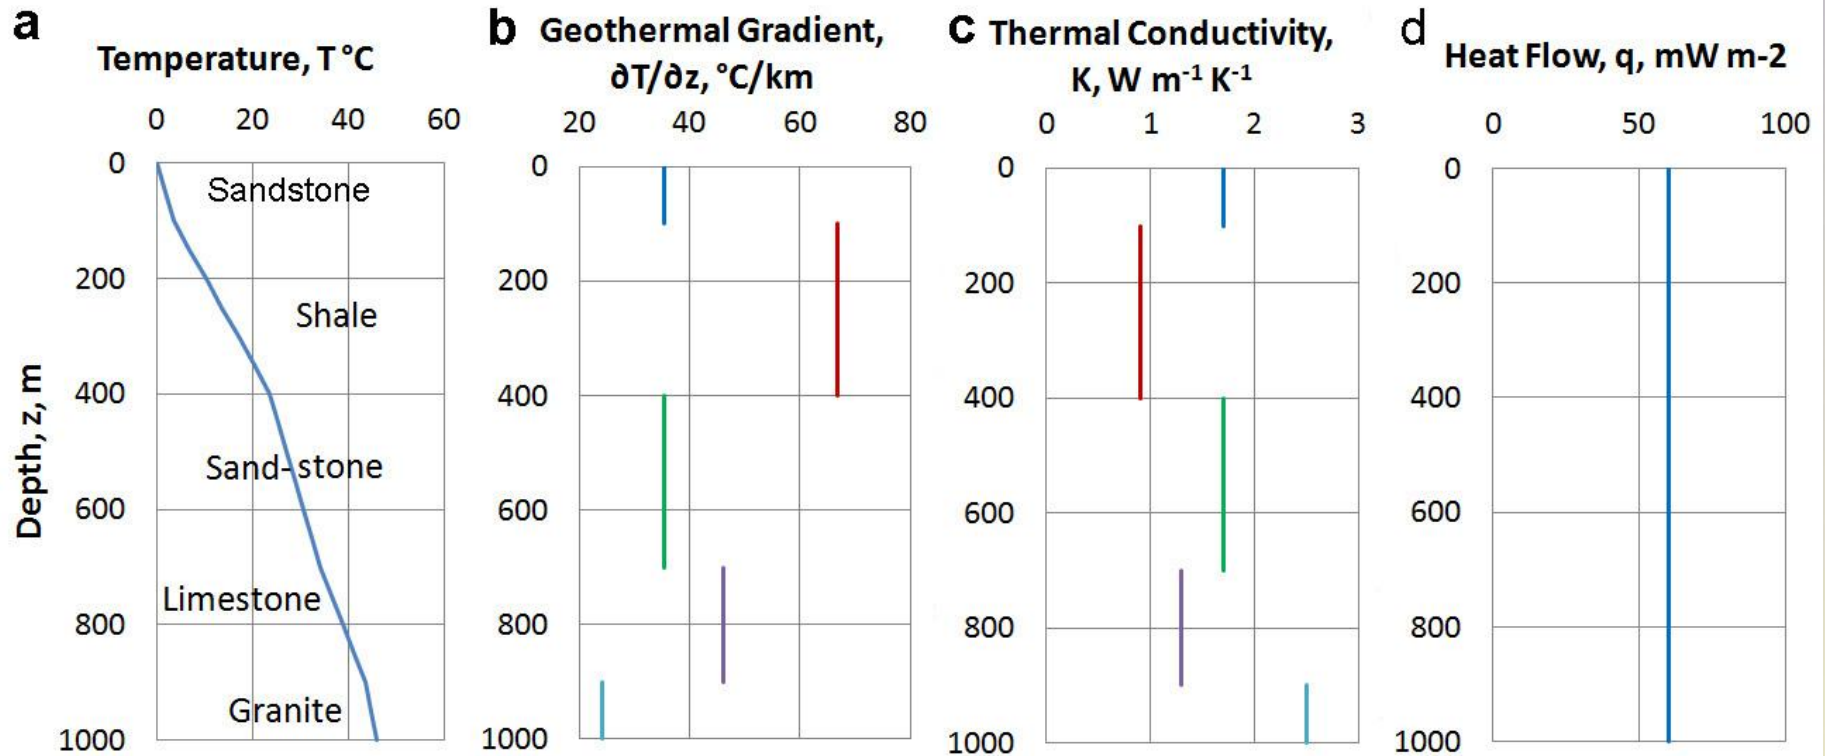 a
Temperature, T °C
0 20 40 60
0
200
400
600
800
1000
Depth, z, m
Sandstone
Shale
Sand-stone
Limestone
Granite
b
Geothermal Gradient,
∂T/∂z, °C/km
20 40 60 80
0
200
400
600
800
1000
c
Thermal Conductivity,
K, W m⁻¹ K⁻¹
0 1 2 3
0
200
400
600
800
1000
d
Heat Flow, q, mW m-2
0 50 100
0
200
400
600
800
1000